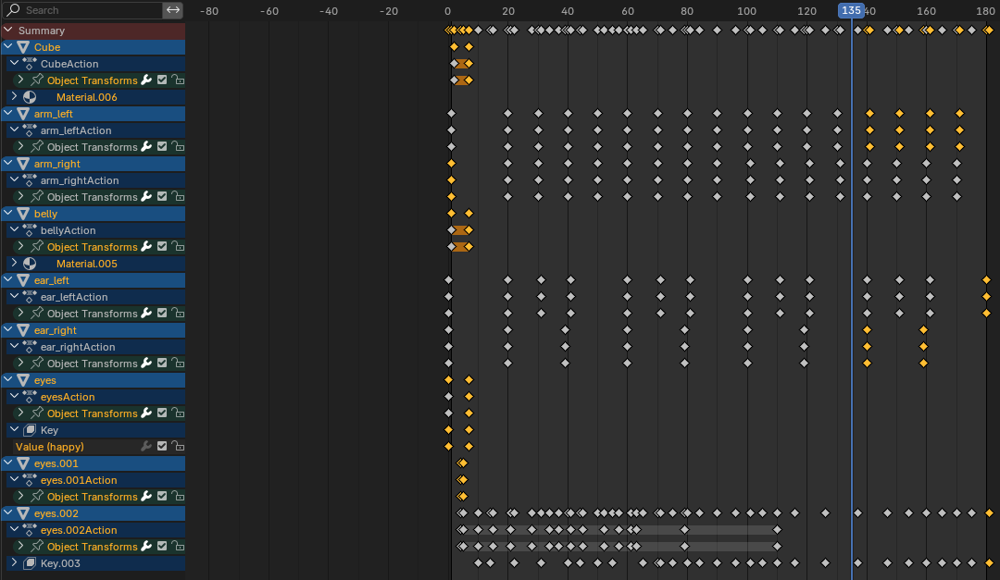 Search -80 -60 -40 -20 0 20 40 60 80 100 120 135 40 160 180
Summary
Cube
CubeAction
Object Transforms
Material.006
arm_left
arm_leftAction
Object Transforms
arm_right
arm_rightAction
Object Transforms
belly
bellyAction
Object Transforms
Material.005
ear_left
ear_leftAction
Object Transforms
ear_right
ear_rightAction
Object Transforms
eyes
eyesAction
Object Transforms
Key
Value (happy)
eyes.001
eyes.001Action
Object Transforms
eyes.002
eyes.002Action
Object Transforms
Key.003